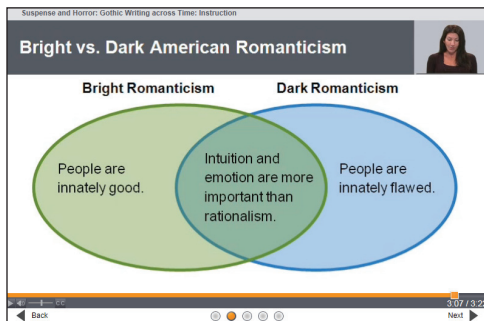 Suspense and Horror: Gothic Writing across Time: Instruction
Bright vs. Dark American Romanticism
Bright Romanticism
Dark Romanticism
People are
innately good.
Intuition and
emotion are more
important than
rationalism.
People are
innately flawed.
CC
3:07 / 3:22
Back
Next